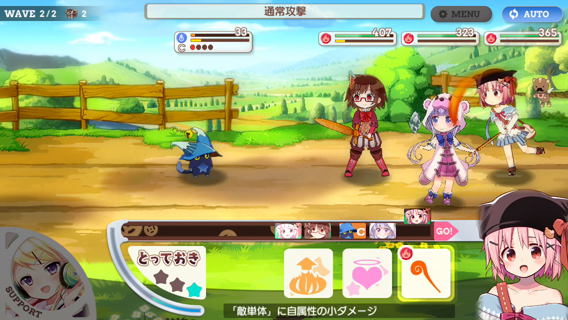 WAVE 2/2 2
通常攻撃
MENU
AUTO
33
C
407
323
365
C
GO!
とっておき
SUPPORT
「敵単体」に自属性の小ダメージ